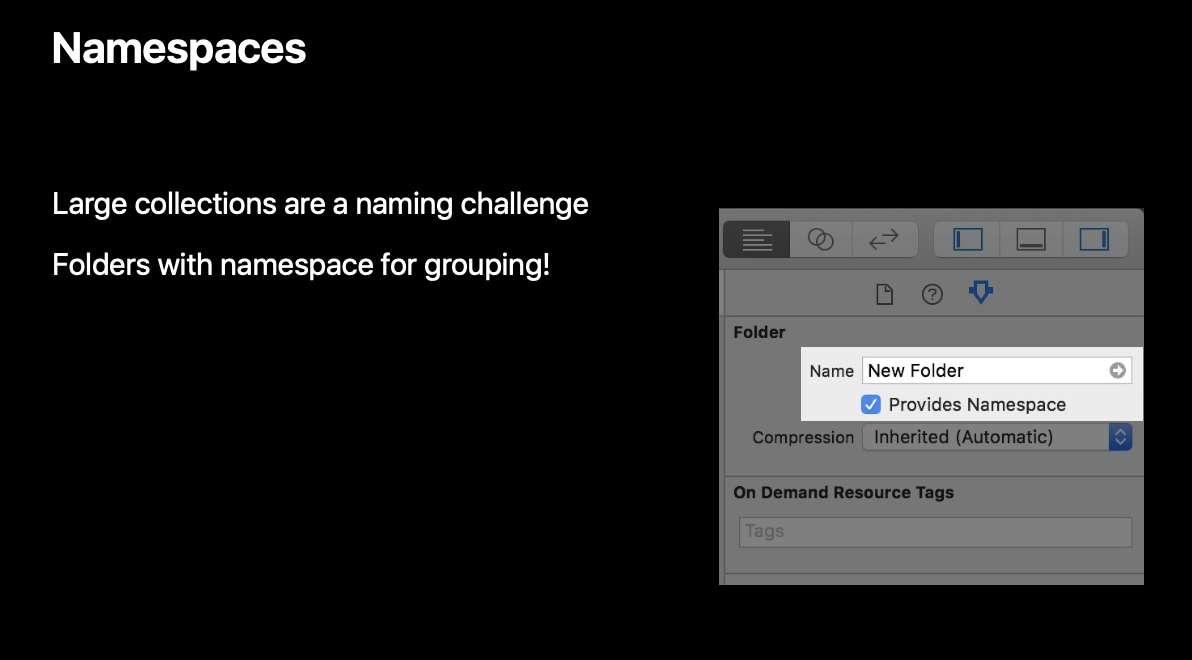 Namespaces
Large collections are a naming challenge
Folders with namespace for grouping!
Folder
Name New Folder
Provides Namespace
Compression Inherited (Automatic)
On Demand Resource Tags
Tags